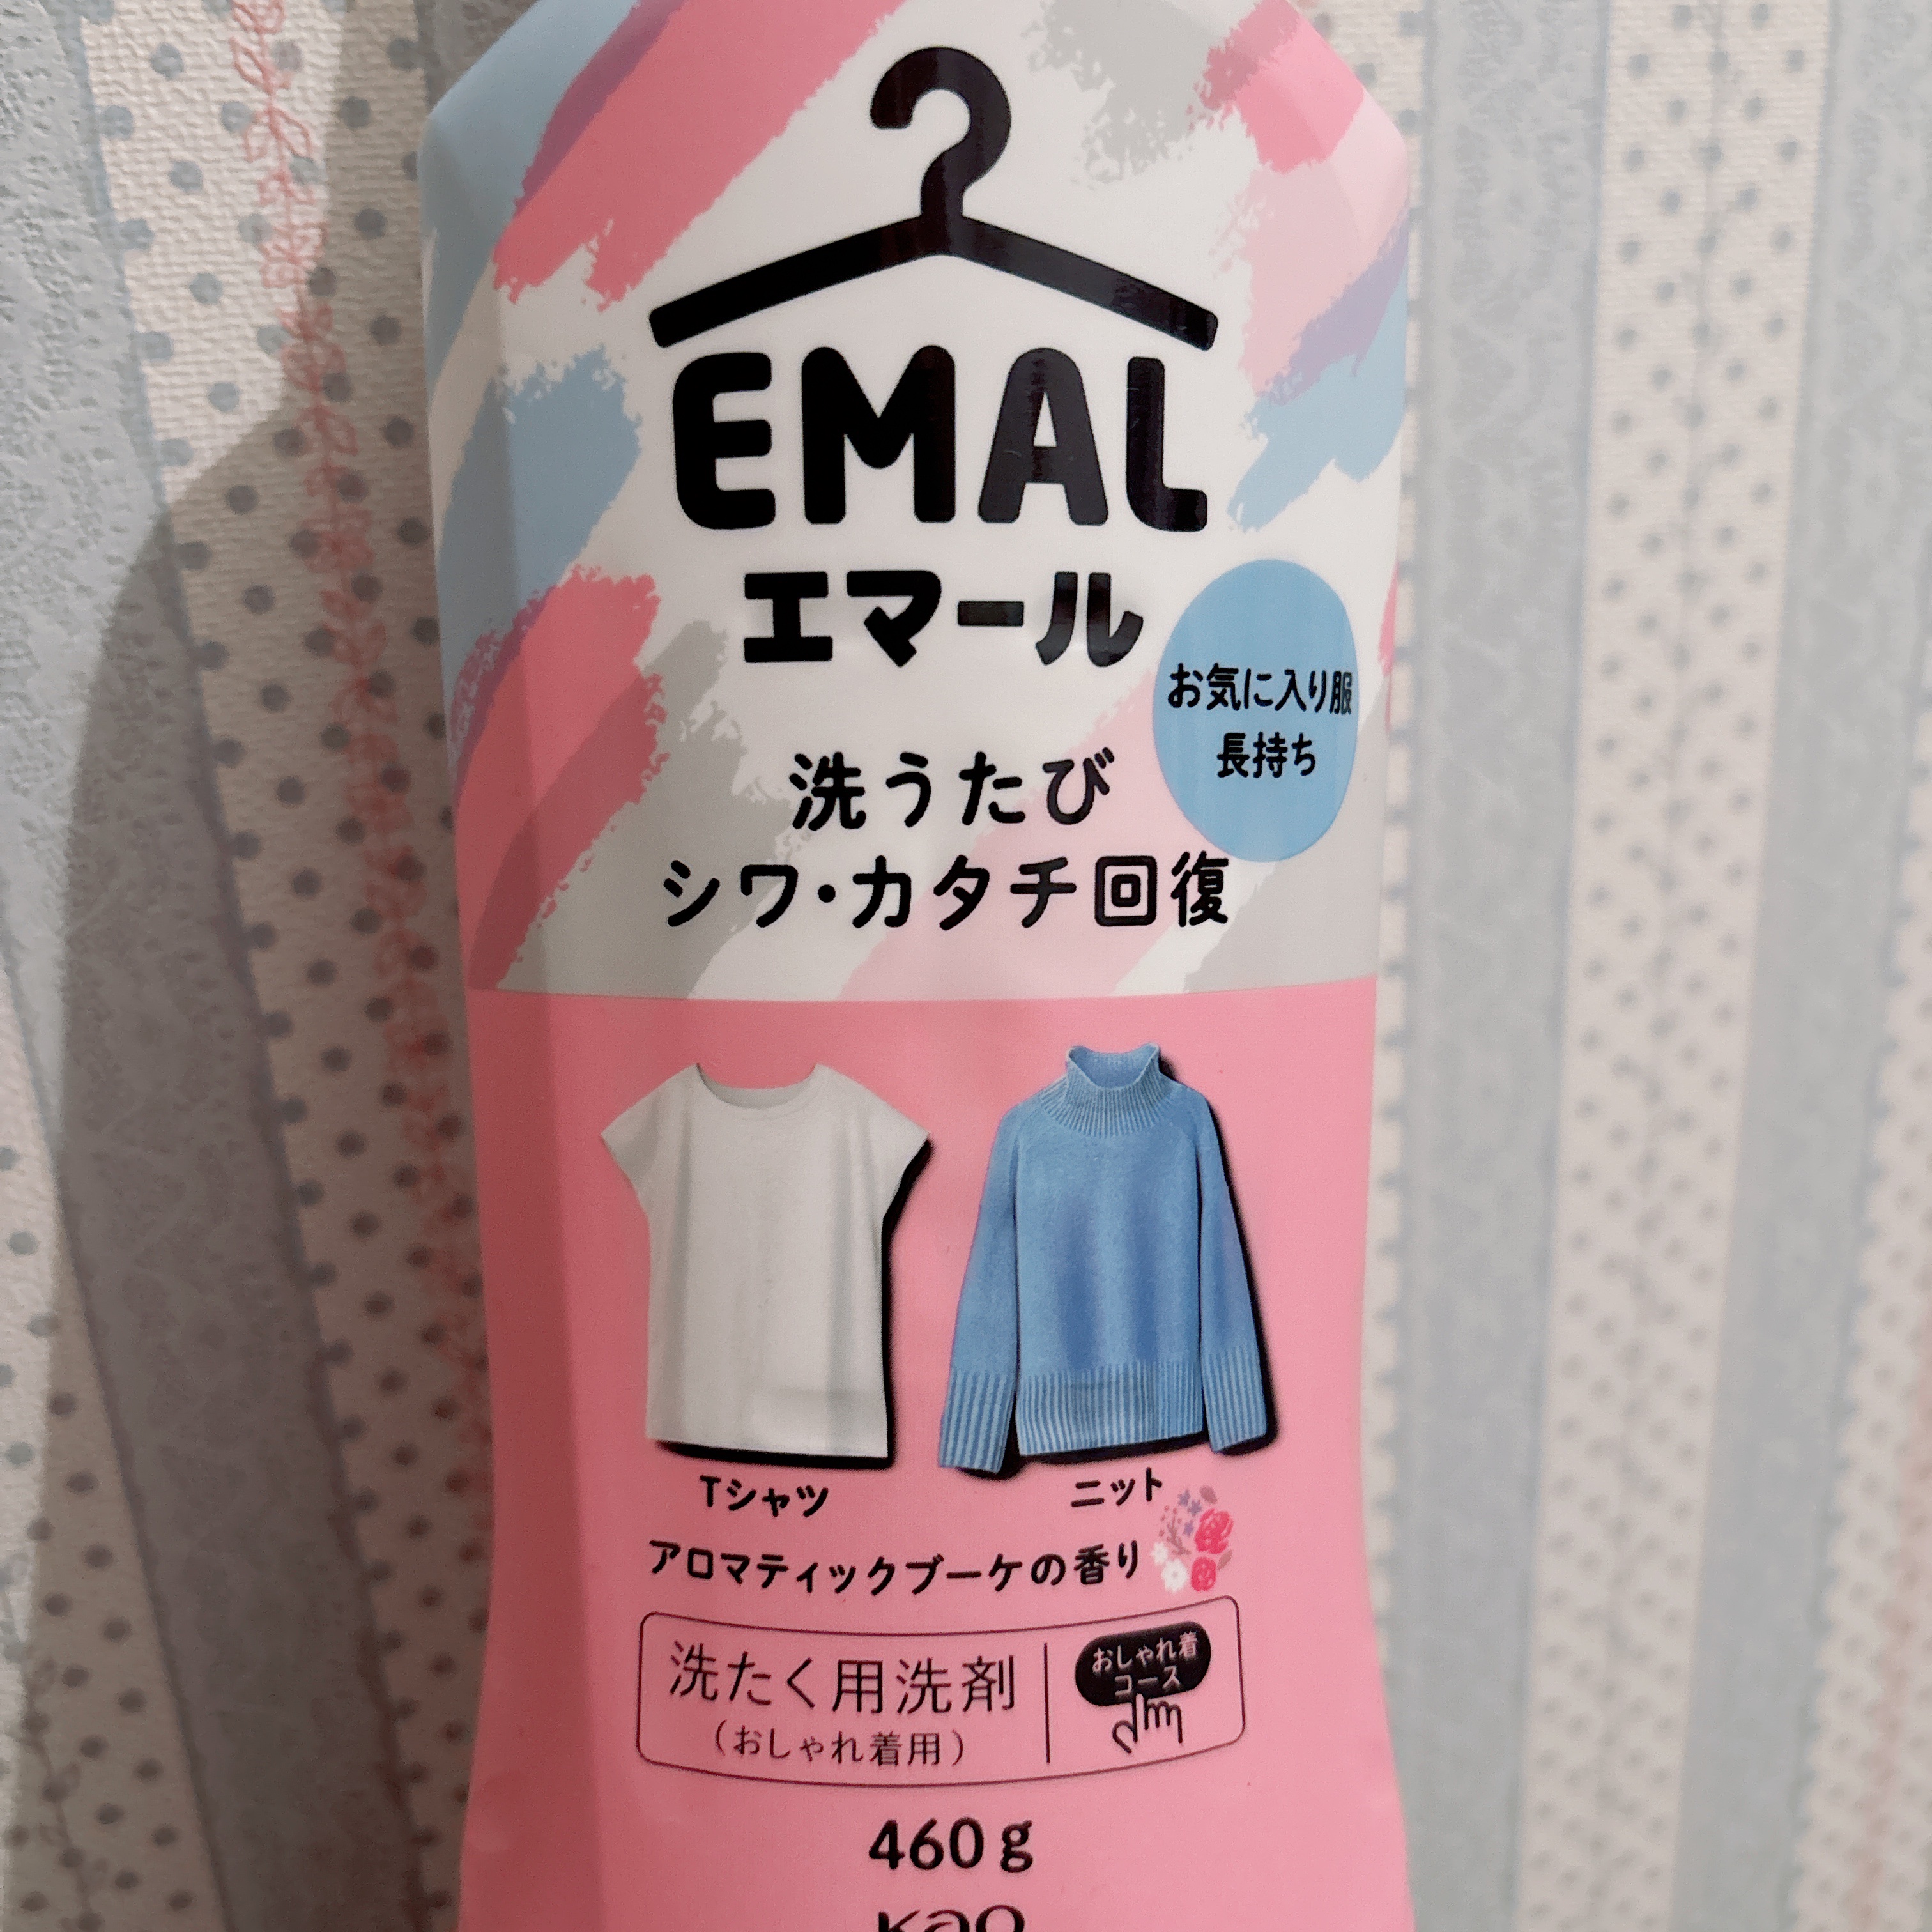 EMAL
エマール
お気に入り服
長持ち
洗うたび
シワ・カタチ回復
Tシャツ
ニット
アロマティックブーケの香り
洗たく用洗剤
(おしゃれ着用)
おしゃれ着
コース
460g
Kao